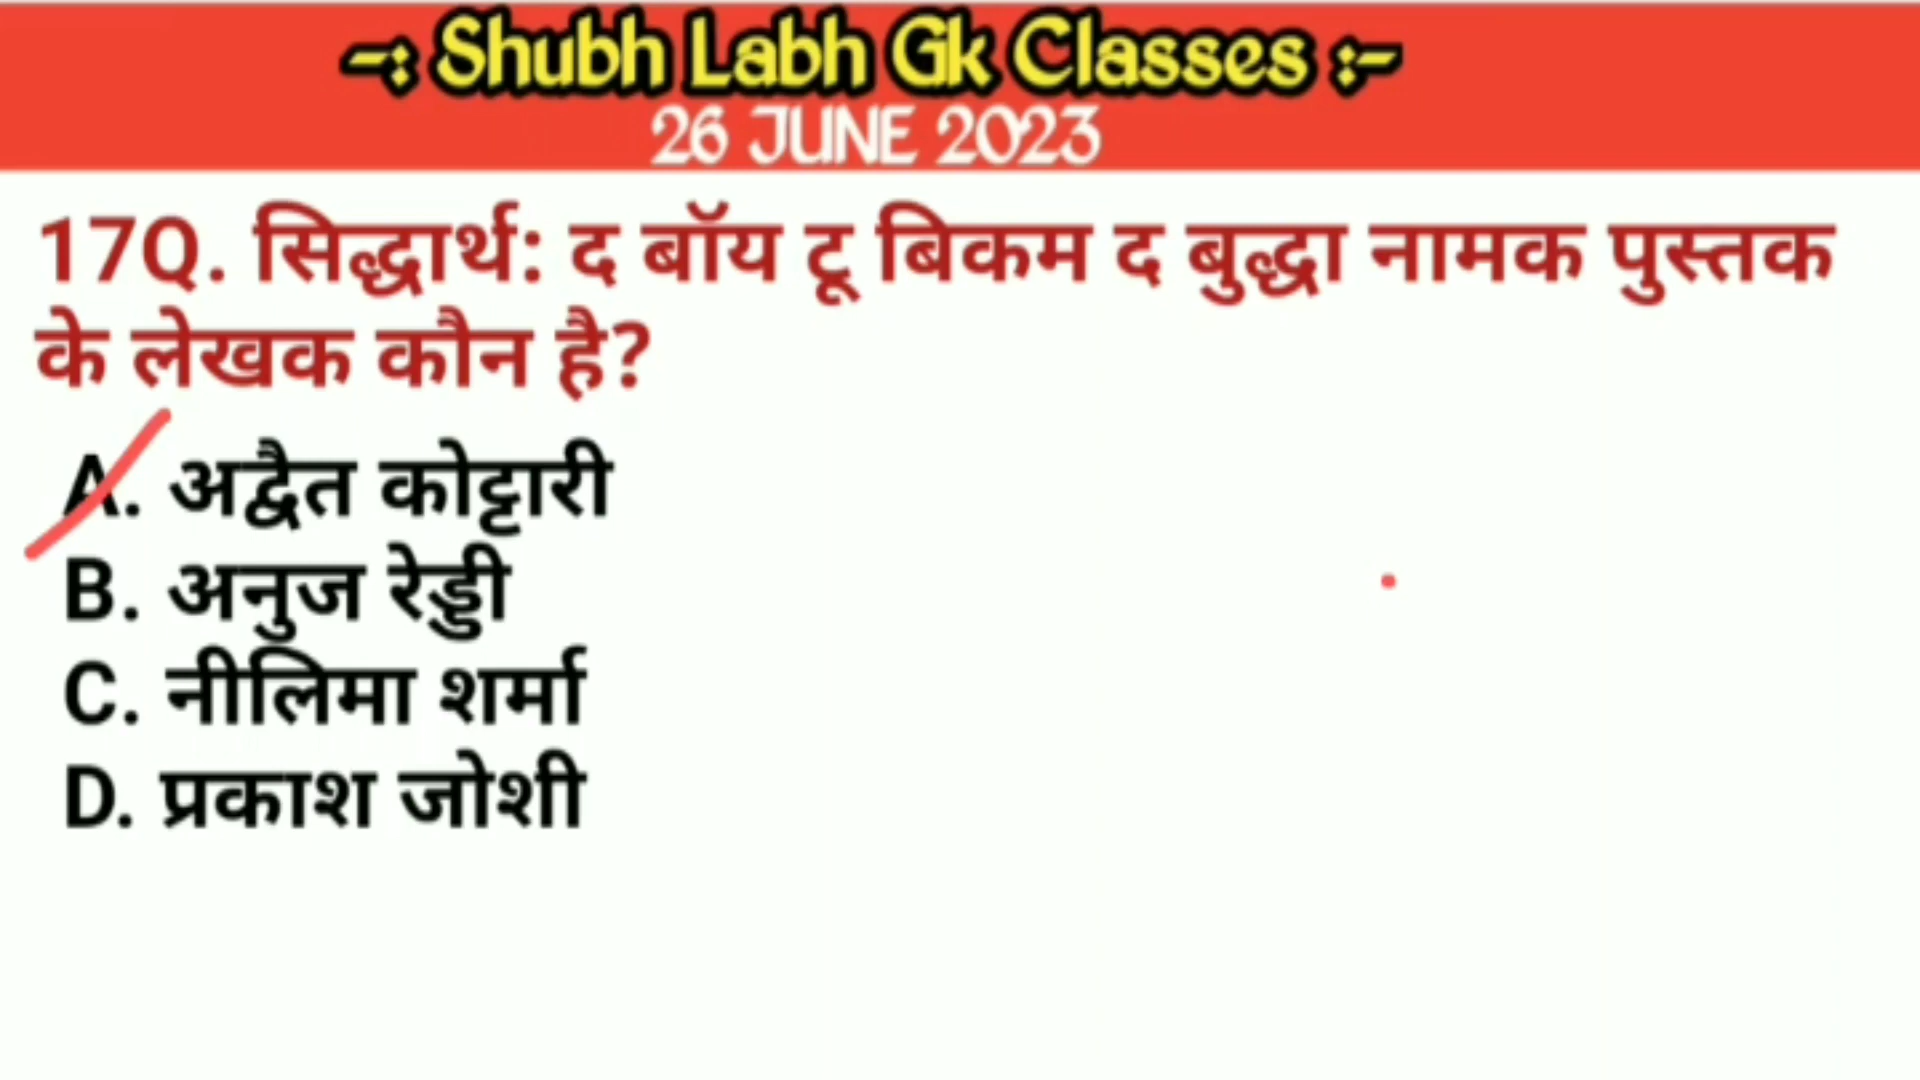 -: Shubh Labh Gk Classes :-
26 JUNE 2023
17Q. सिद्धार्थ: द बॉय टू बिकम द बुद्धा नामक पुस्तक
के लेखक कौन है?
A. अद्वैत कोट्टारी
B. अनुज रेड्डी
C. नीलिमा शर्मा
D. प्रकाश जोशी